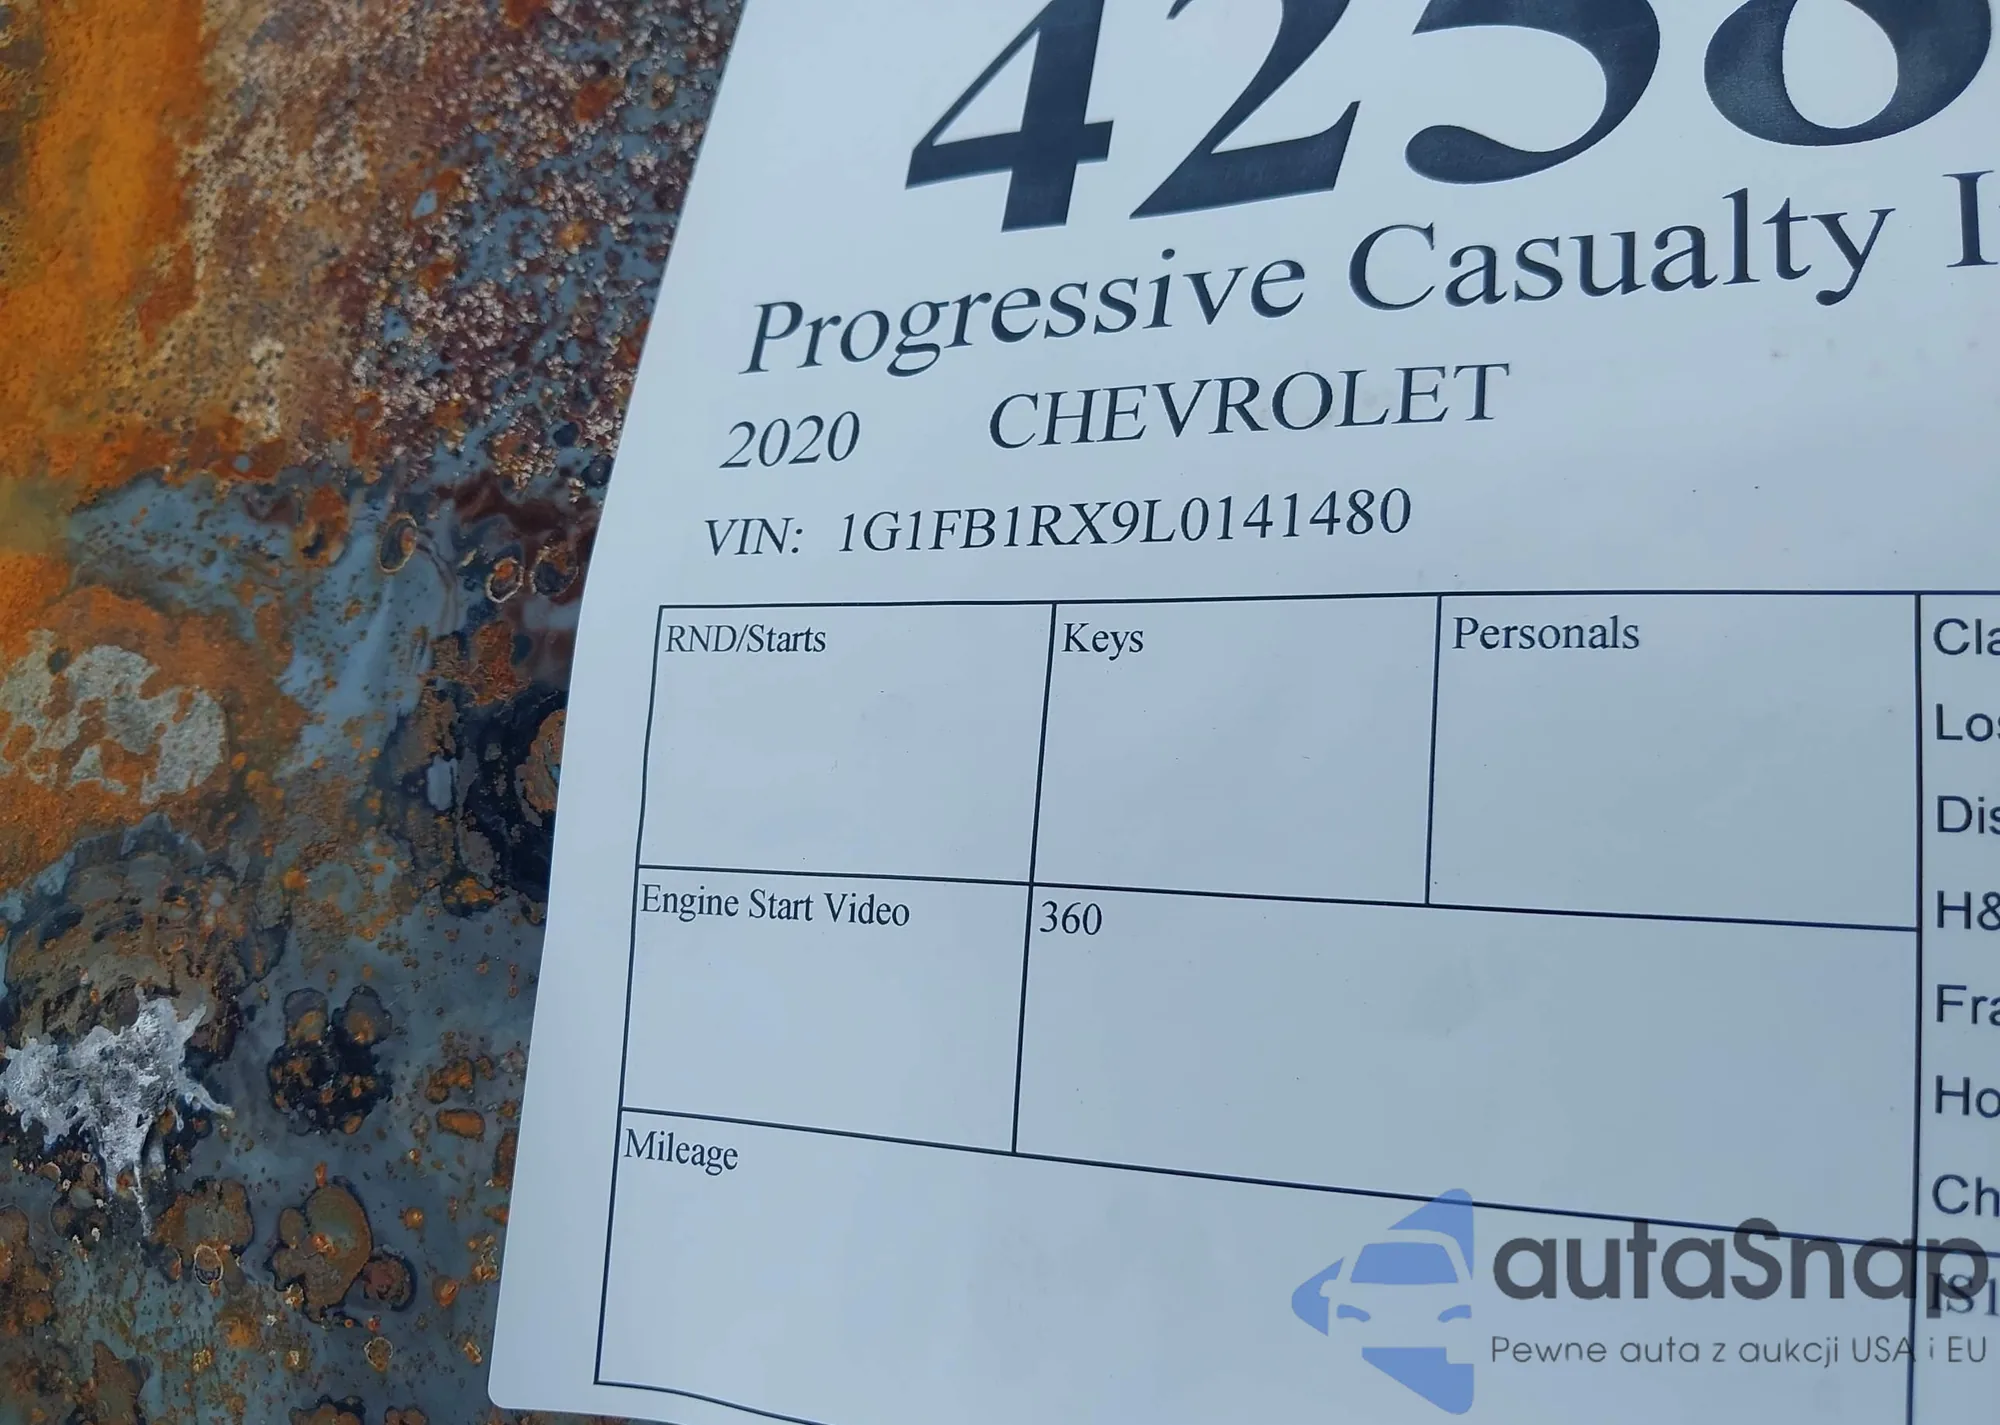 4258
Progressive Casualty
2020 CHEVROLET
VIN: 1G1FB1RX9L0141480
RND/Starts
Keys
Personals
Engine Start Video
360
Mileage
autaSnap
Pewne auta z aukcji USA i EU